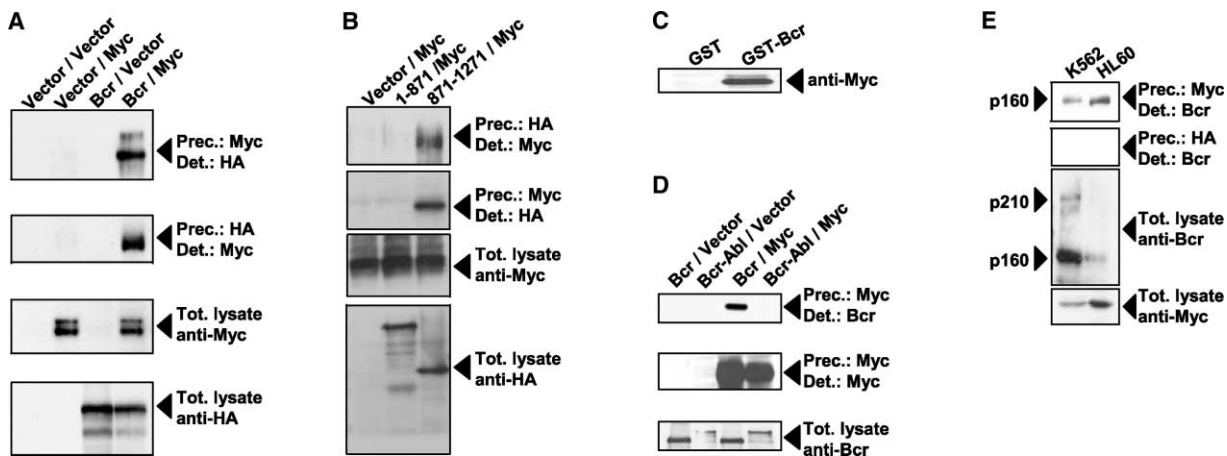 A
Vector / Vector
Vector / Myc
Bcr / Vector
Bcr / Myc
Prec.: Myc
Det.: HA
Prec.: HA
Det.: Myc
Tot. lysate
anti-Myc
Tot. lysate
anti-HA
B
Vector / Myc
1-871 /Myc
871-1271 / Myc
Prec.: HA
Det.: Myc
Prec.: Myc
Det.: HA
Tot. lysate
anti-Myc
Tot. lysate
anti-HA
C
GST
GST-Bcr
anti-Myc
D
Bcr / Vector
Bcr-Abl / Vector
Bcr / Myc
Bcr-Abl / Myc
Prec.: Myc
Det.: Bcr
Prec.: Myc
Det.: Myc
Tot. lysate
anti-Bcr
E
K562
HL60
p160
Prec.: Myc
Det.: Bcr
Prec.: HA
Det.: Bcr
p210
Tot. lysate
anti-Bcr
p160
Tot. lysate
anti-Myc